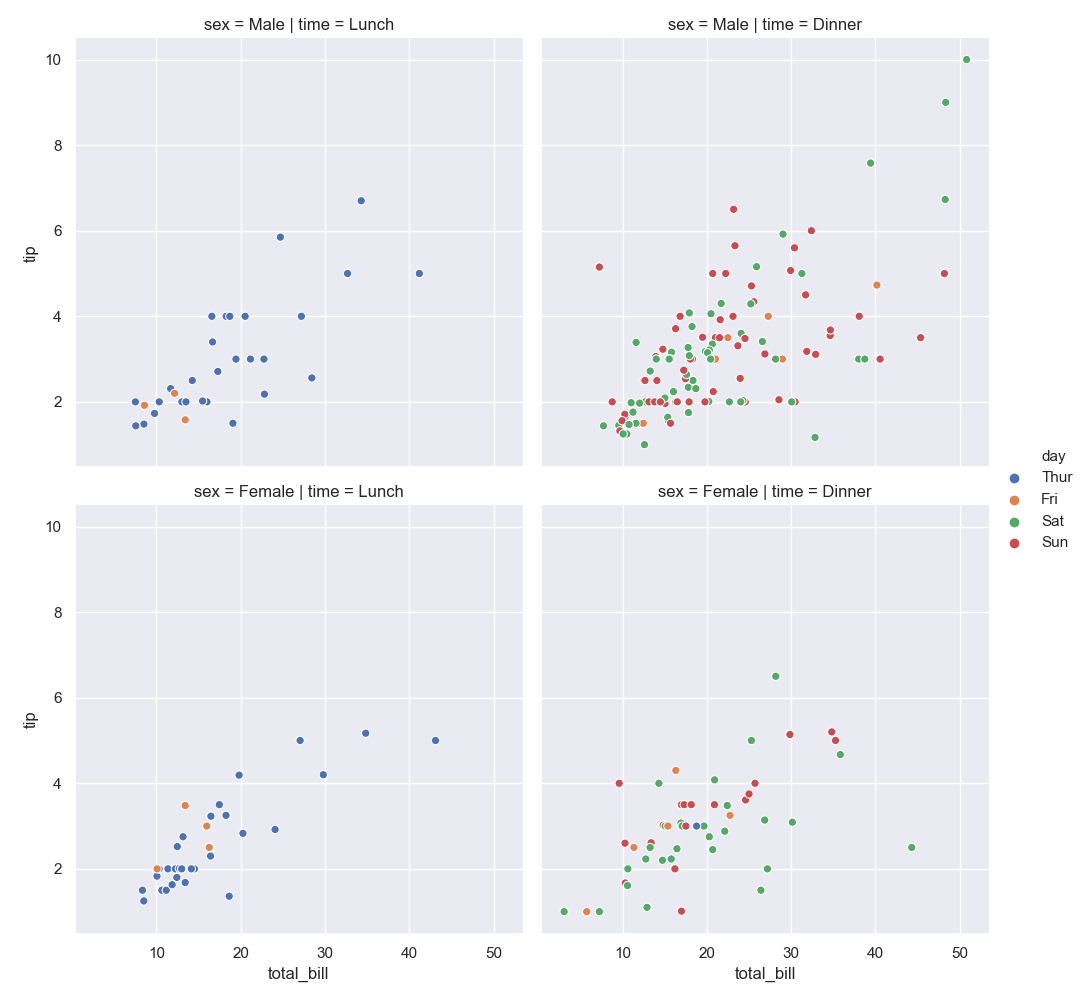 sex = Male | time = Lunch
sex = Male | time = Dinner
10
8
6
4
2
tip
sex = Female | time = Lunch
sex = Female | time = Dinner
10
8
6
4
2
tip
10 20 30 40 50
10 20 30 40 50
total_bill
total_bill
day
Thur
Fri
Sat
Sun